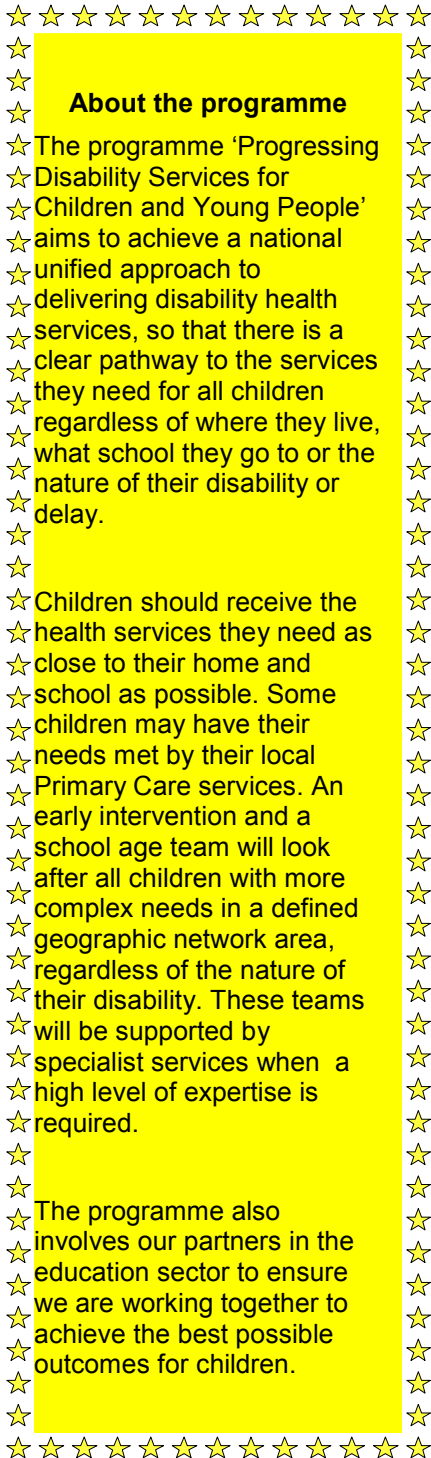 About the programme
The programme ‘Progressing
Disability Services for
Children and Young People’
aims to achieve a national
unified approach to
delivering disability health
services, so that there is a
clear pathway to the services
they need for all children
regardless of where they live,
what school they go to or the
nature of their disability or
delay.
Children should receive the
health services they need as
close to their home and
school as possible. Some
children may have their
needs met by their local
Primary Care services. An
early intervention and a
school age team will look
after all children with more
complex needs in a defined
geographic network area,
regardless of the nature of
their disability. These teams
will be supported by
specialist services when  a
high level of expertise is
required.
The programme also
involves our partners in the
education sector to ensure
we are working together to
achieve the best possible
outcomes for children.